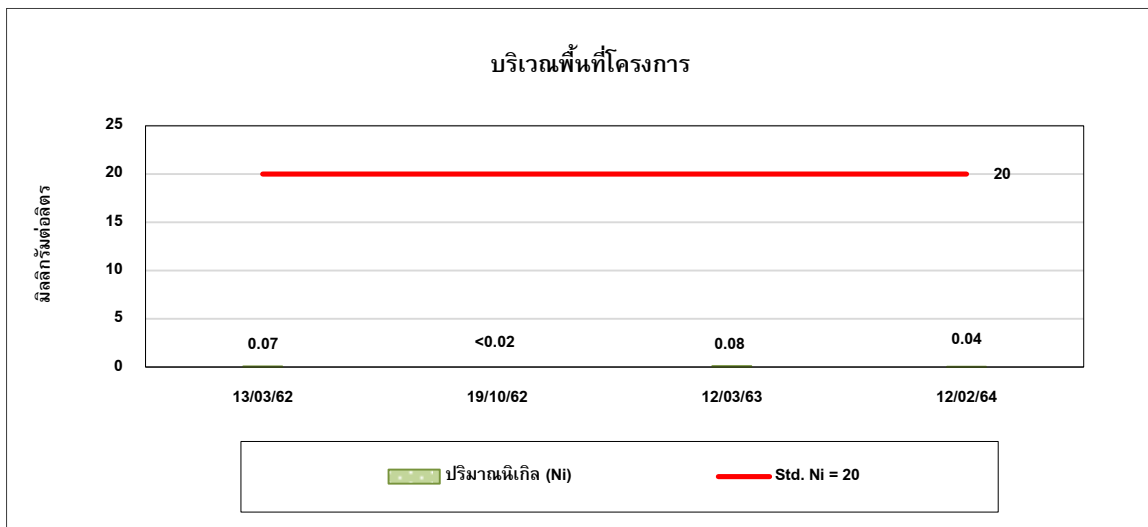 บริเวณพื้นที่โครงการ
มิลลิกรัมต่อลิตร
25
20
15
10
5
0
20
0.07 <0.02 0.08 0.04
13/03/62 19/10/62 12/03/63 12/02/64
ปริมาณนิเกิล (Ni) Std. Ni = 20